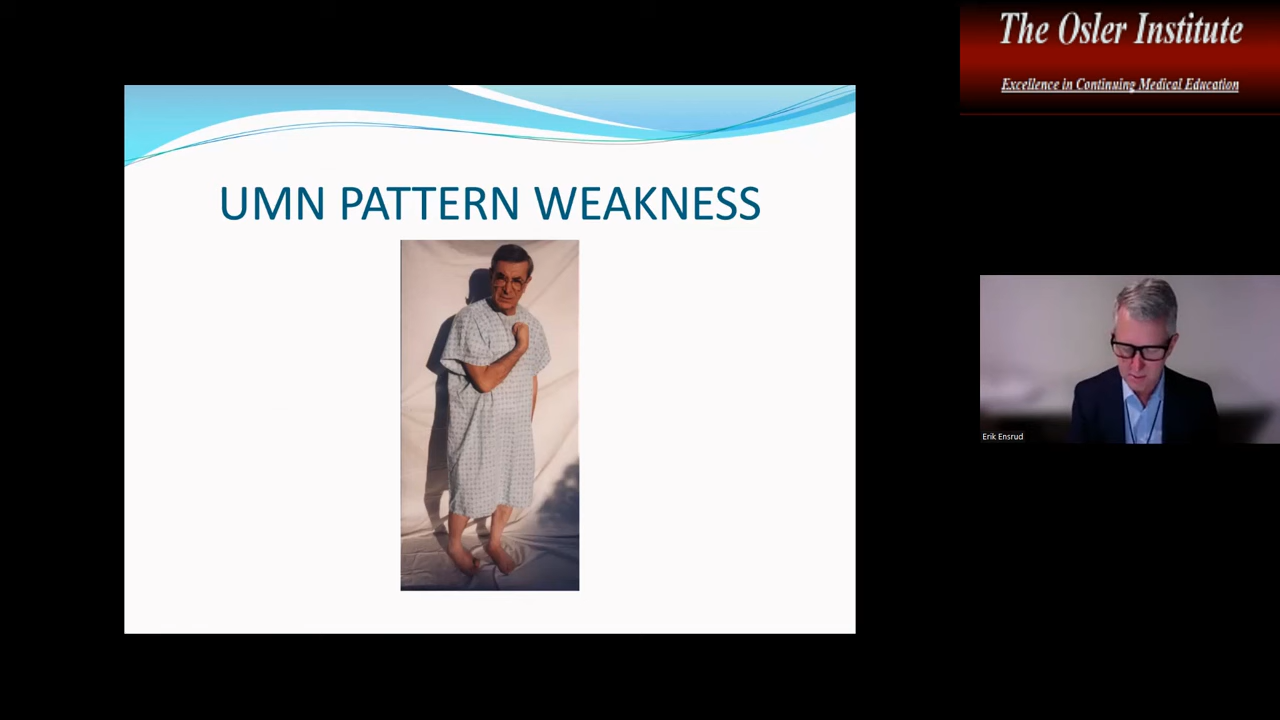 The Osler Institute
Excellence in Continuing Medical Education
UMN PATTERN WEAKNESS
Erik Ensrud